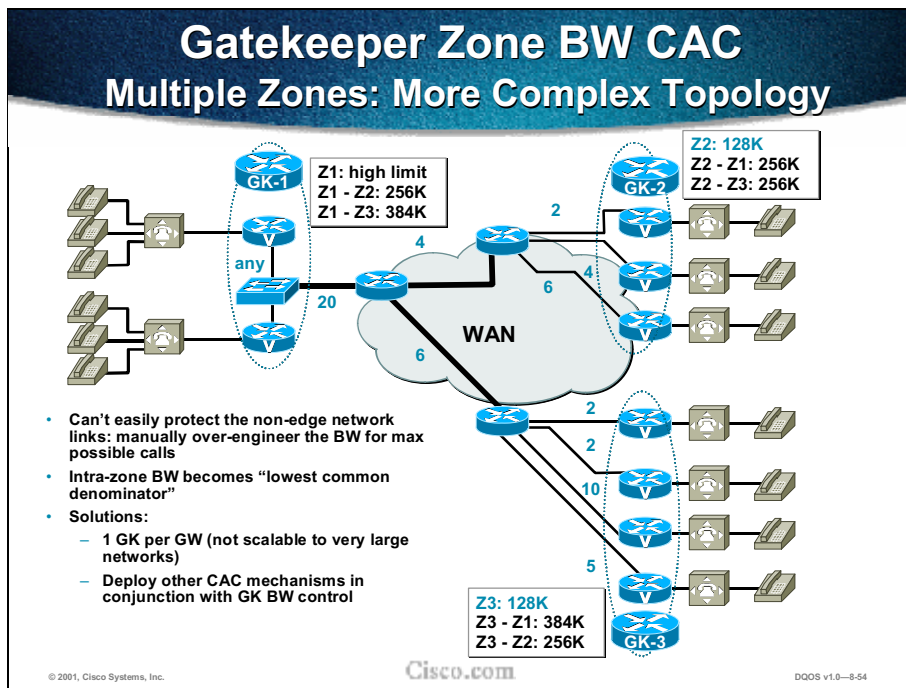 Gatekeeper Zone BW CAC
Multiple Zones: More Complex Topology
GK-1
Z1: high limit
Z1 - Z2: 256K
Z1 - Z3: 384K
GK-2
Z2: 128K
Z2 - Z1: 256K
Z2 - Z3: 256K
V
any
V
20
4
6
WAN
2
4
6
V
V
V
• Can't easily protect the non-edge network
links: manually over-engineer the BW for max
possible calls
• Intra-zone BW becomes “lowest common
denominator”
• Solutions:
– 1 GK per GW (not scalable to very large
networks)
– Deploy other CAC mechanisms in
conjunction with GK BW control
2
2
10
5
V
V
V
V
Z3: 128K
Z3 - Z1: 384K
Z3 - Z2: 256K
GK-3
© 2001, Cisco Systems, Inc.
Cisco.com
DQOS v1.0—8-54